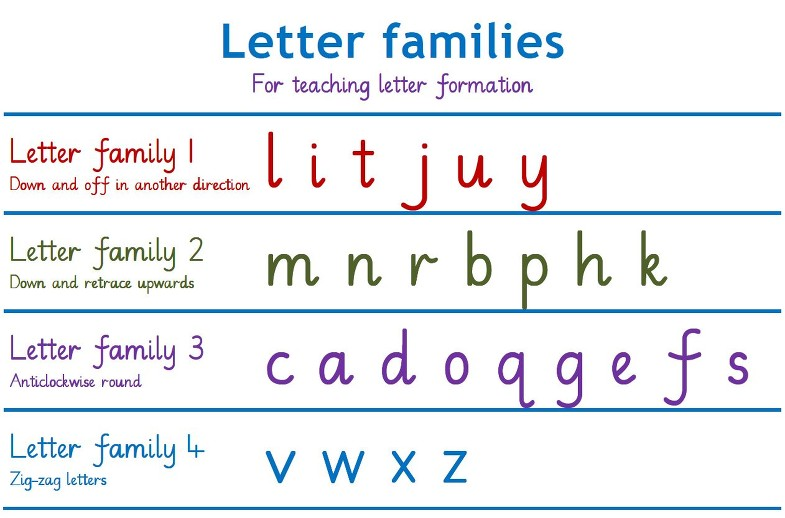 Letter families
For teaching letter formation
Letter family 1
Down and off in another direction
l i t j u y
Letter family 2
Down and retrace upwards
m n r b p h k
Letter family 3
Anticlockwise round
c a d o q g e f s
Letter family 4
Zig-zag letters
v w x z